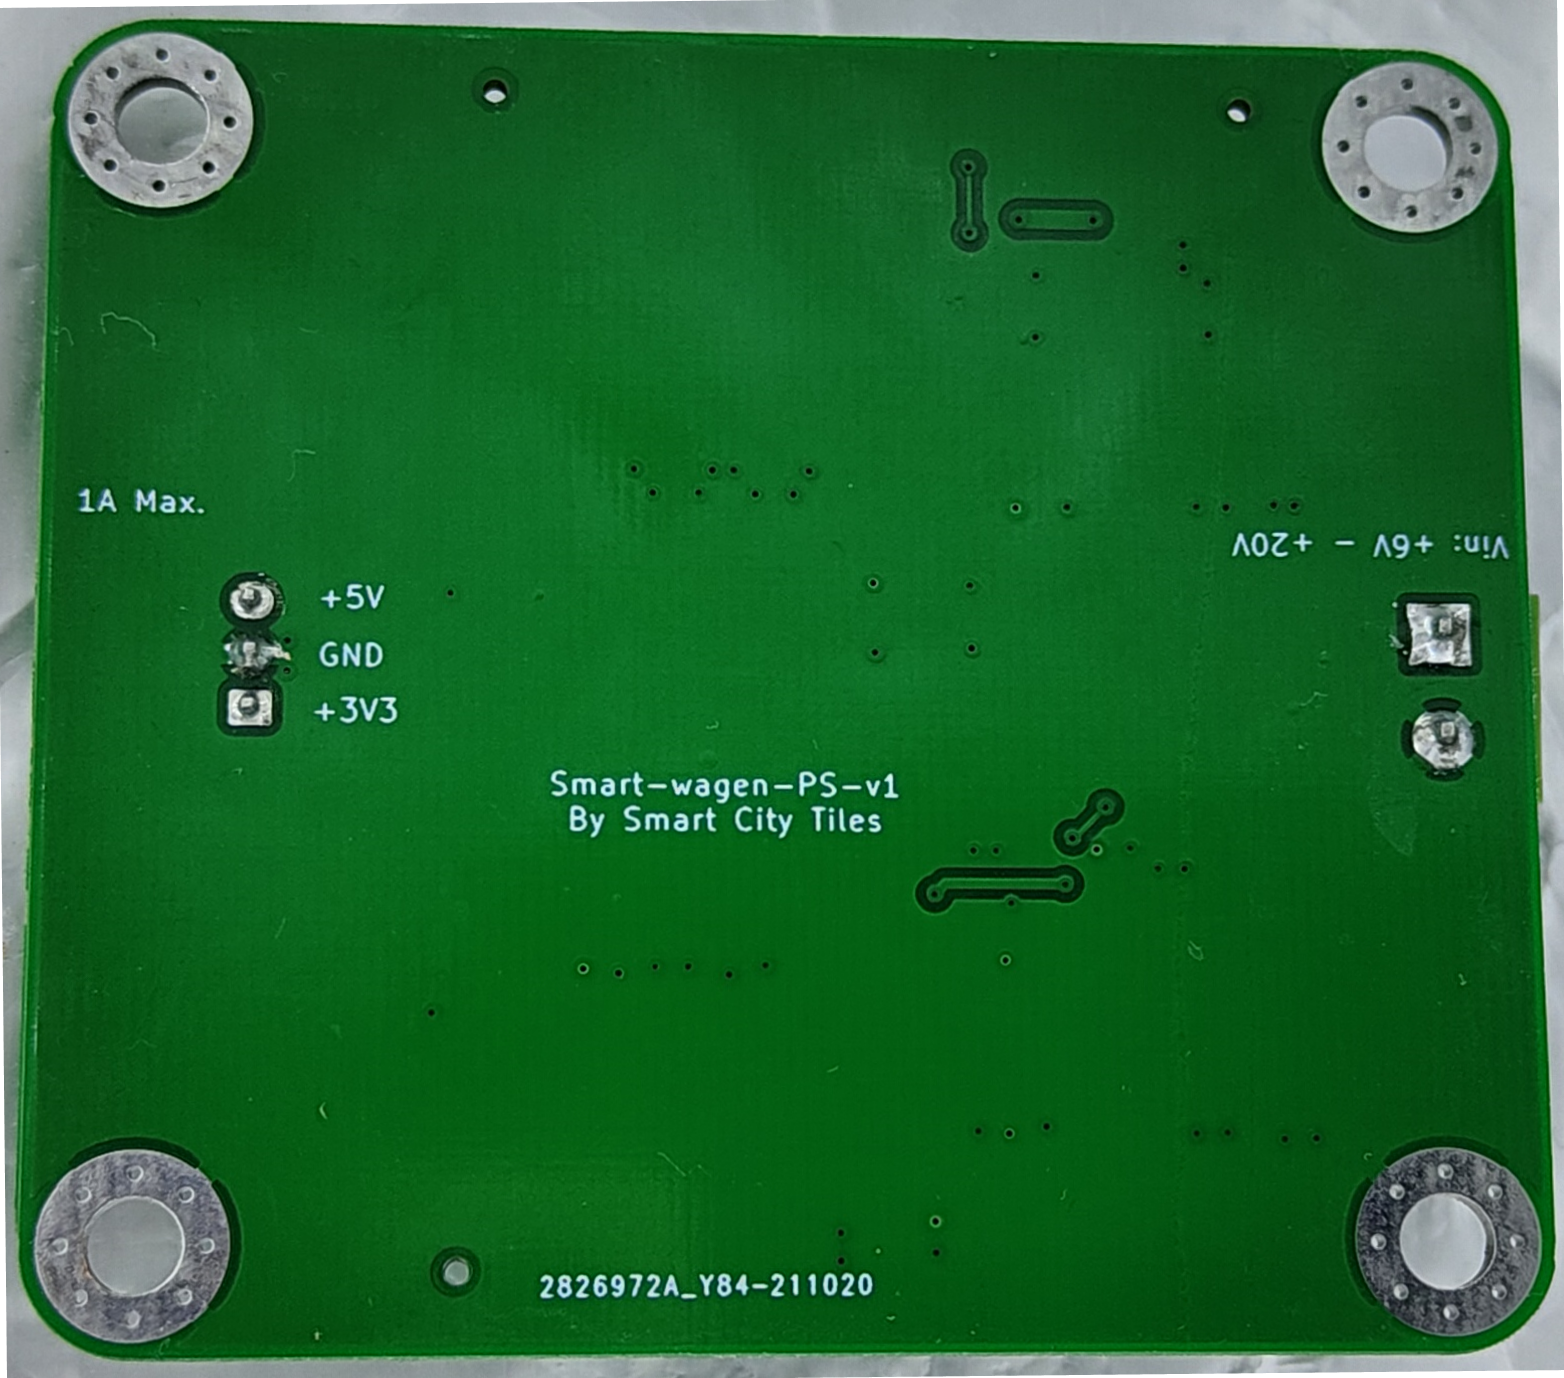 1A Max.
Vin: +6V - +20V
+5V
GND
+3V3
Smart-wagen-PS-v1
By Smart City Tiles
2826972A_Y84-211020